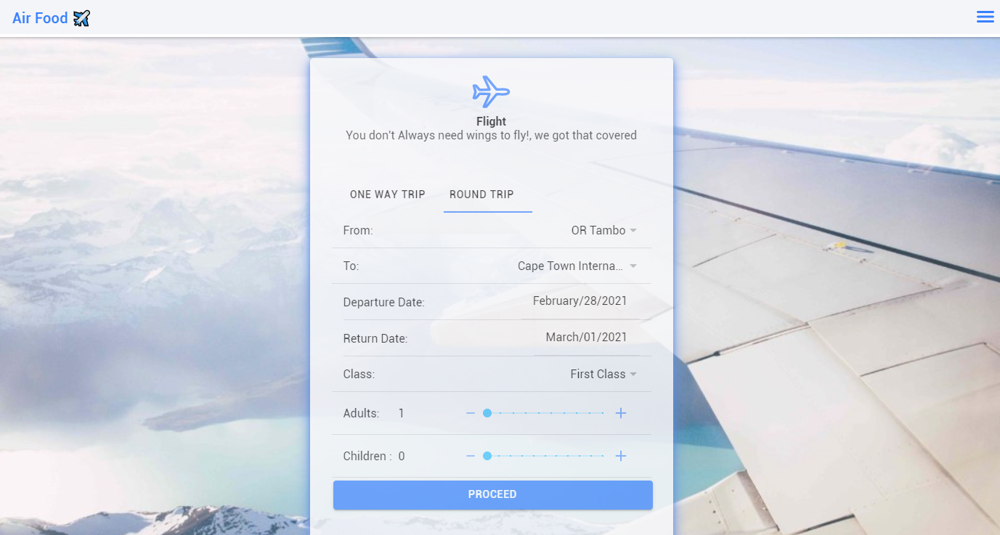 Air Food
Flight
You don't Always need wings to fly!, we got that covered
ONE WAY TRIP ROUND TRIP
From: OR Tambo
To: Cape Town Interna...
Departure Date: February/28/2021
Return Date: March/01/2021
Class: First Class
Adults: 1
Children : 0
PROCEED